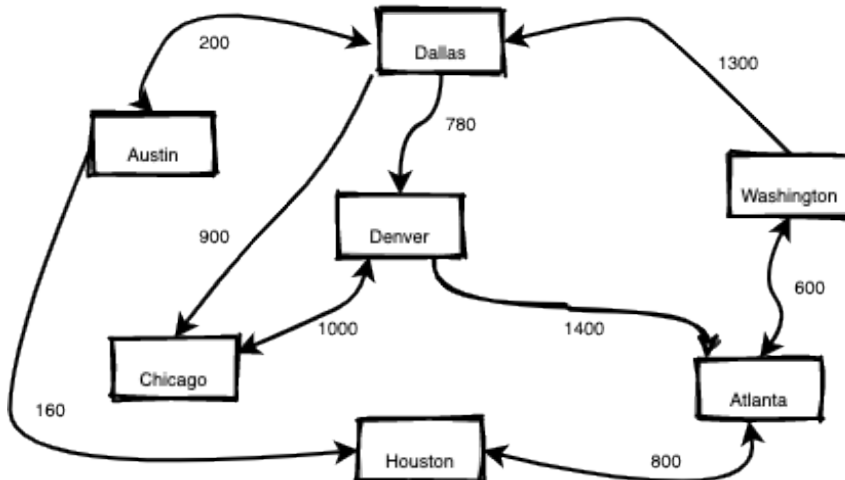 200
Dallas
1300
780
Austin
Washington
900
Denver
600
1000
1400
Chicago
Atlanta
160
Houston
800